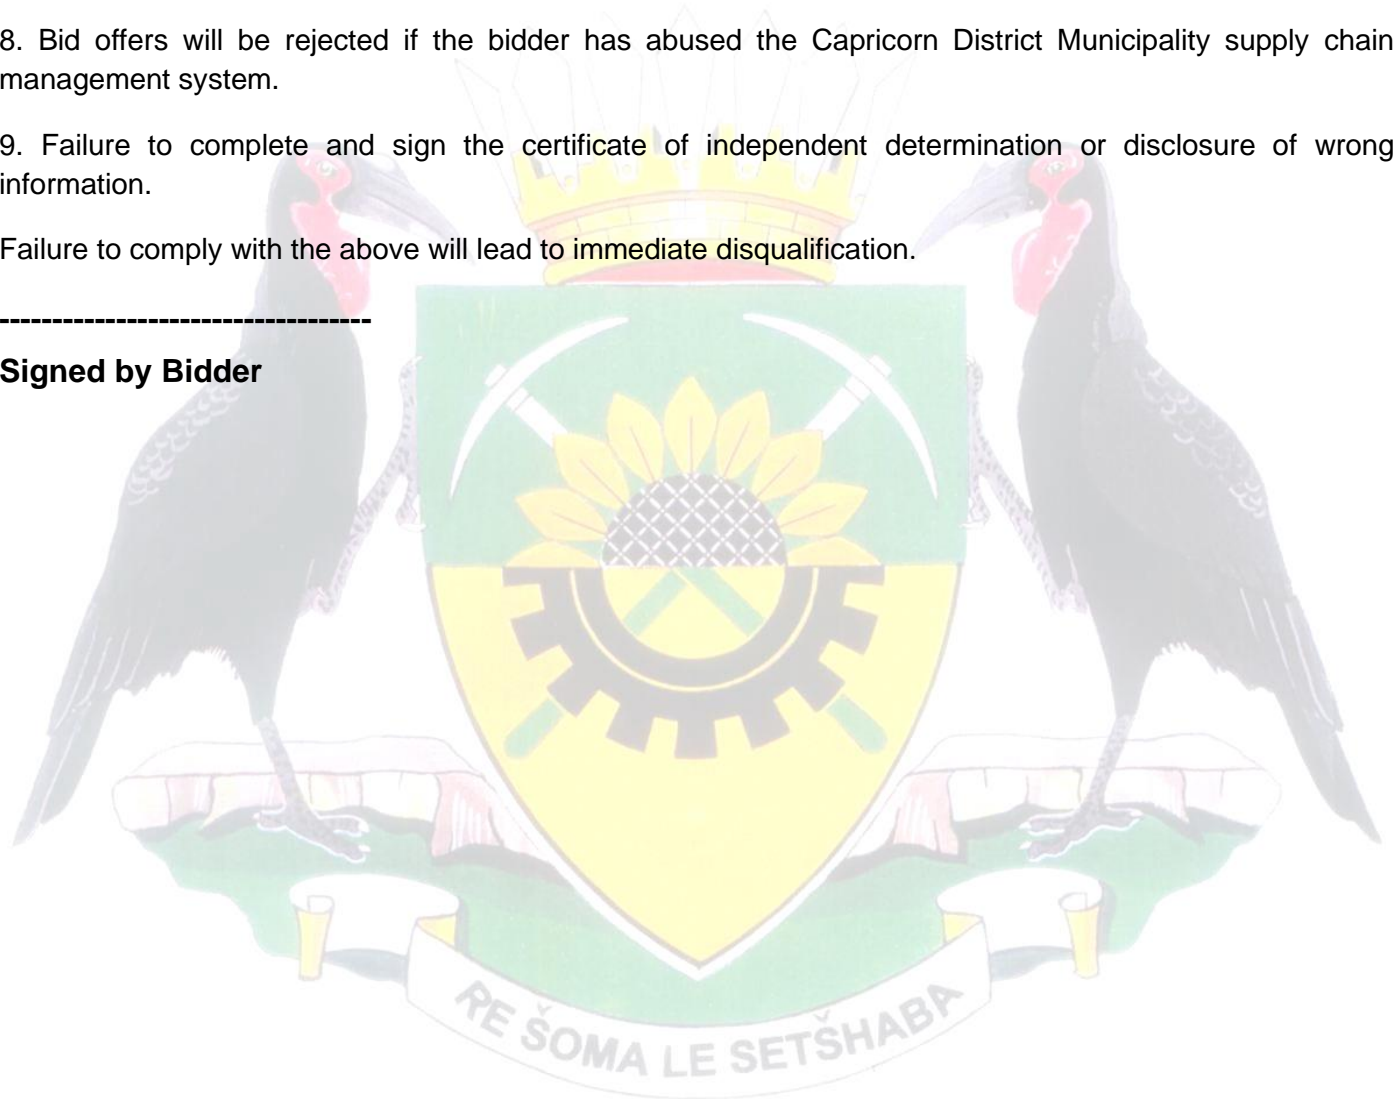 8. Bid offers will be rejected if the bidder has abused the Capricorn District Municipality supply chain
management system.
9. Failure to complete and sign the certificate of independent determination or disclosure of wrong
information.
Failure to comply with the above will lead to immediate disqualification.
-----------------------------------
Signed by Bidder
RE ŠOMA LE SETŠHABA